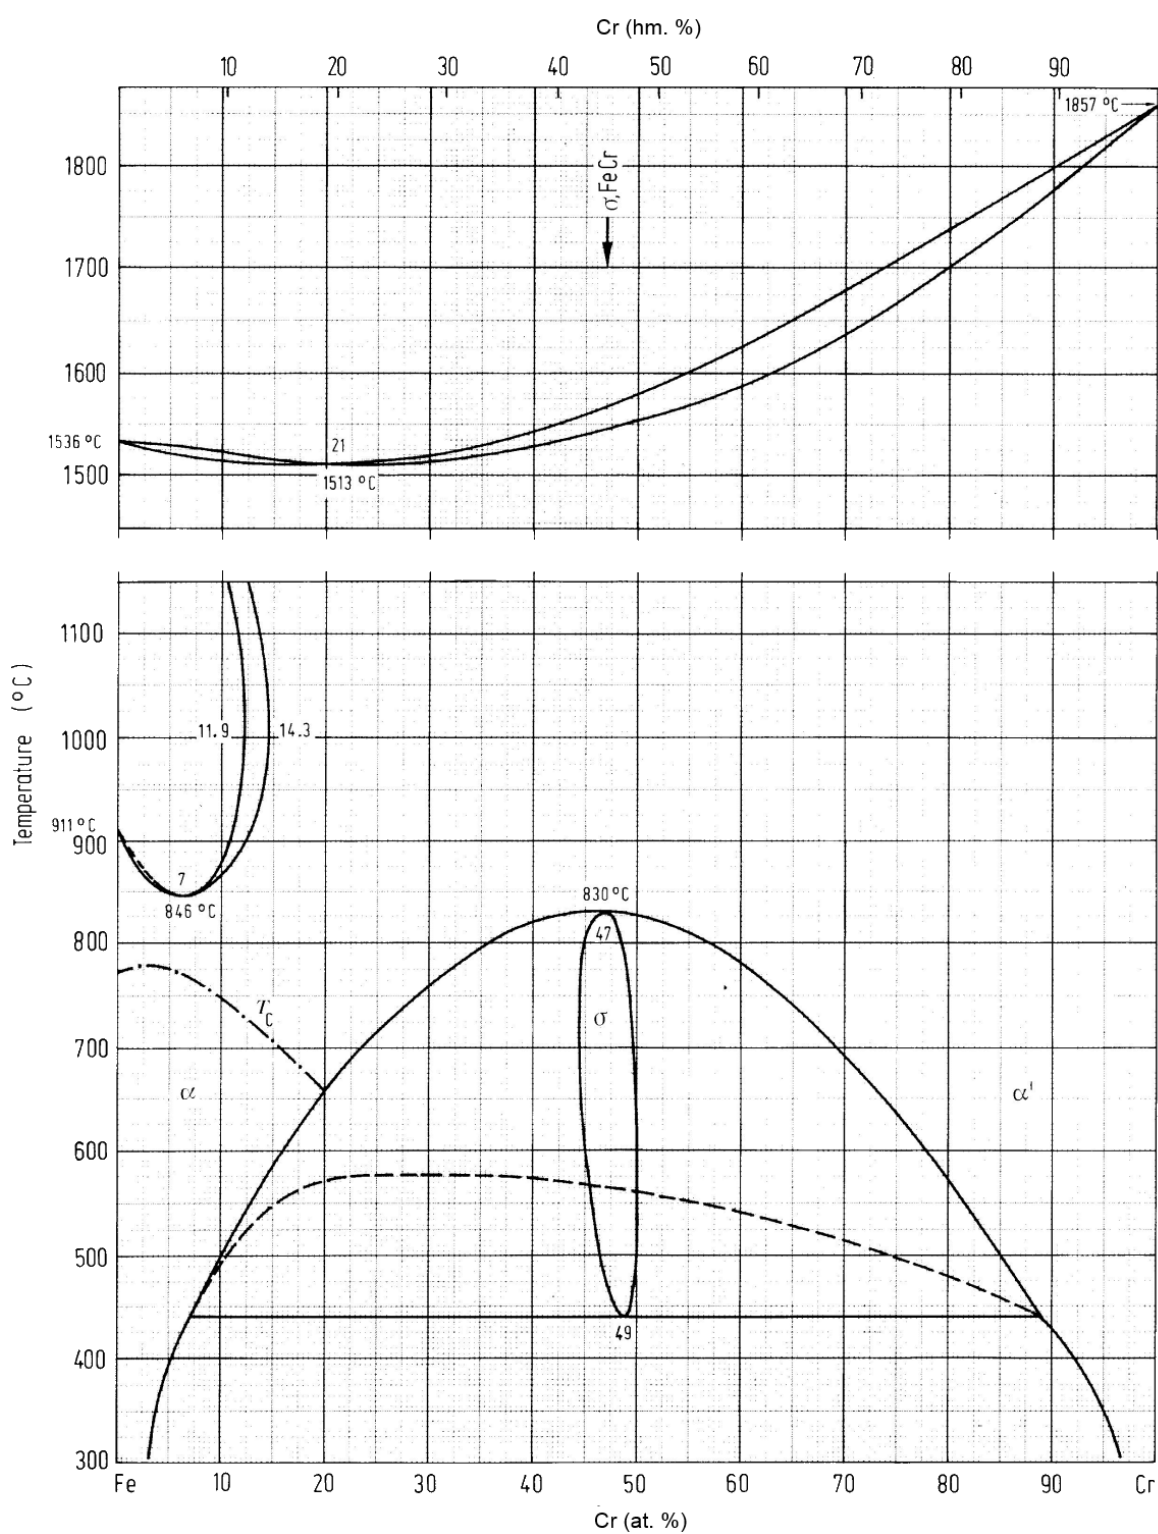 Cr (hm. %)
10 20 30 40 50 60 70 80 90
1857 °C
1800
σ,FeCr
1700
1600
1536 °C
21
1513 °C
1500
1100
11.9 14.3
1000
Temperature (°C)
911°C
900
7
846 °C
830°C
800
47
T_C
σ
700
α
α'
600
500
49
400
300
Fe 10 20 30 40 50 60 70 80 90 Cr
Cr (at. %)